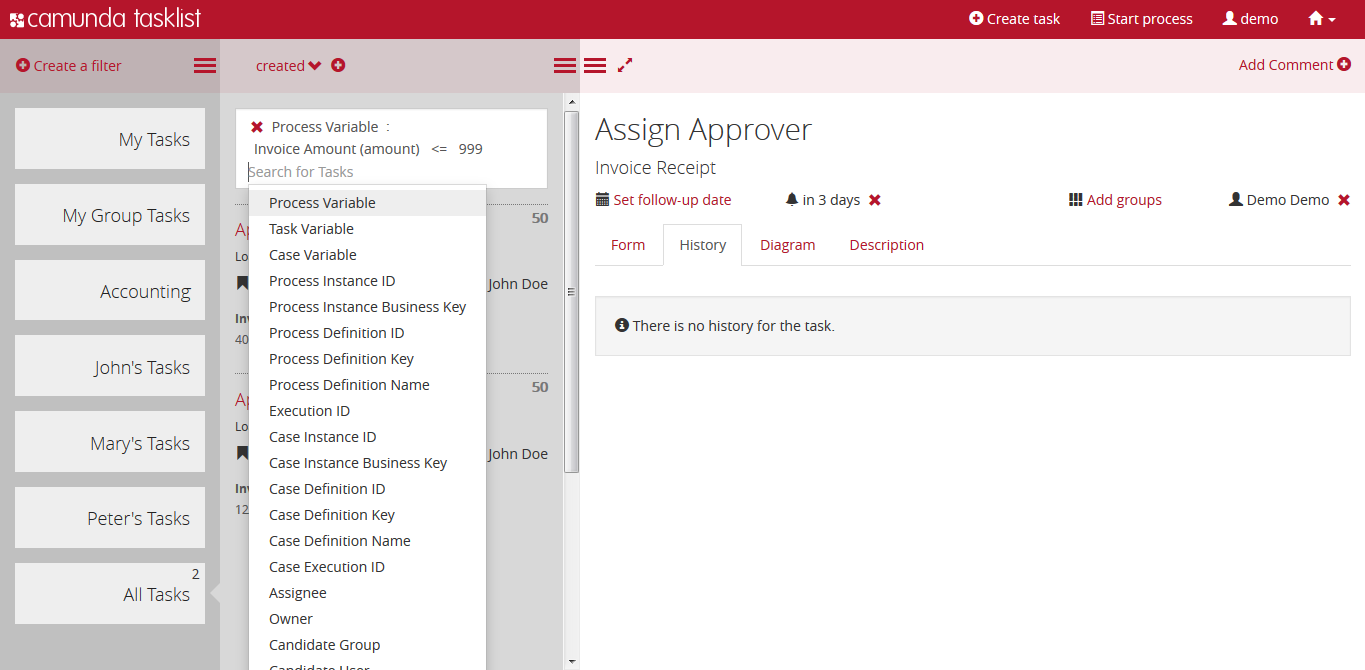 camunda tasklist
Create task
Start process
demo
Create a filter
created
Add Comment
My Tasks
My Group Tasks
Accounting
John's Tasks
Mary's Tasks
Peter's Tasks
2
All Tasks
Process Variable :
Invoice Amount (amount) <= 999
Search for Tasks
Process Variable
Task Variable
Case Variable
Process Instance ID
Process Instance Business Key
Process Definition ID
Process Definition Key
Process Definition Name
Execution ID
Case Instance ID
Case Instance Business Key
Case Definition ID
Case Definition Key
Case Definition Name
Case Execution ID
Assignee
Owner
Candidate Group
Candidate User
50
John Doe
50
John Doe
Assign Approver
Invoice Receipt
Set follow-up date
in 3 days
Add groups
Demo Demo
Form
History
Diagram
Description
There is no history for the task.